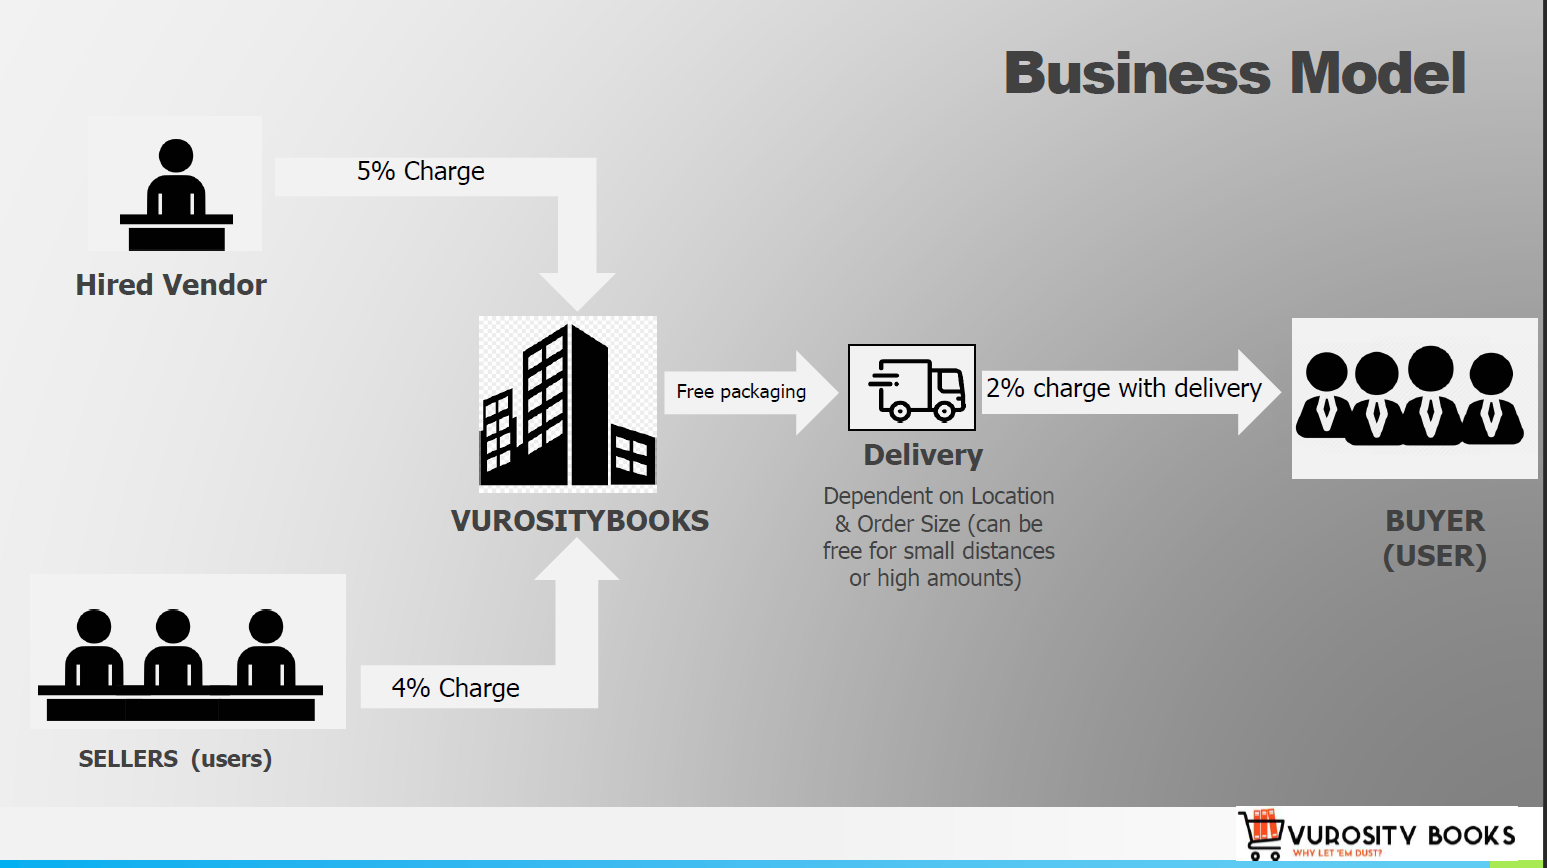 Business Model
5% Charge
Hired Vendor
Free packaging
2% charge with delivery
Delivery
Dependent on Location
& Order Size (can be
free for small distances
or high amounts)
VUROSITYBOOKS
BUYER
(USER)
4% Charge
SELLERS (users)
VUROSITY BOOKS
WHY LET 'EM DUST?